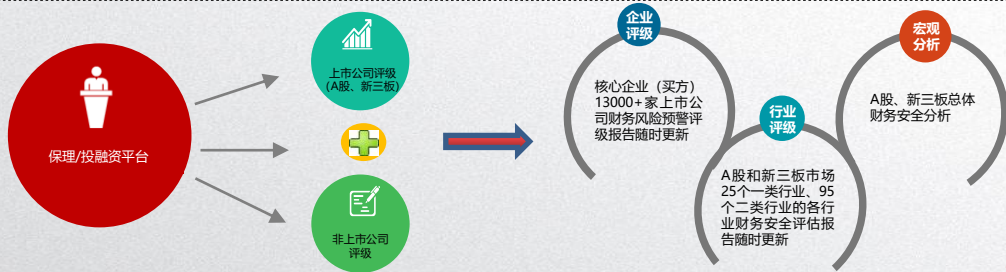 保理/投融资平台
上市公司评级
(A股、新三板)
非上市公司
评级
企业
评级
核心企业（买方）
13000+家上市公
司财务风险预警评
级报告随时更新
行业
评级
A股和新三板市场
25个一类行业、95
个二类行业的各行
业财务安全评估报
告随时更新
宏观
分析
A股、新三板总体
财务安全分析